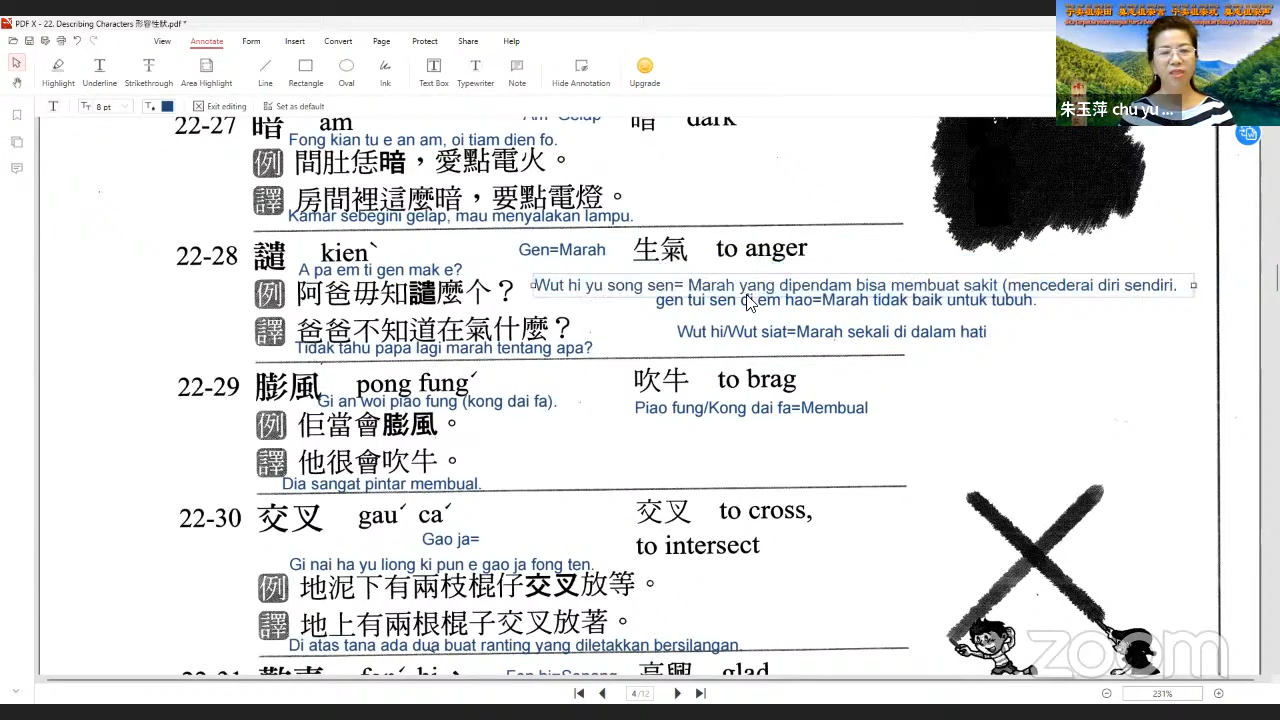 PDF X - 22. Describing Characters 形容性狀.pdf *
View Annotate Form Insert Convert Page Protect Share Help
Highlight Underline Strikethrough Area Highlight Line Rectangle Oval Ink Text Box Typewriter Note Hide Annotation Upgrade
8 pt Exit editing Set as default
朱玉萍 chu yu ...
22-27 暗 am Am=Gelap 暗 dark
Fong kian tu e an am, oi tiam dien fo.
例 間肚恁暗，愛點電火。
譯 房間裡這麼暗，要點電燈。
Kamar sebegini gelap, mau menyalakan lampu.
22-28 譴 kienˋ Gen=Marah 生氣 to anger
A pa em ti gen mak e?
例 阿爸毋知譴麼个？
Wut hi yu song sen= Marah yang dipendam bisa membuat sakit (mencederai diri sendiri.
gen tui sen ti em hao=Marah tidak baik untuk tubuh.
譯 爸爸不知道在氣什麼？
Wut hi/Wut siat=Marah sekali di dalam hati
Tidak tahu papa lagi marah tentang apa?
22-29 膨風 pong fungˊ 吹牛 to brag
Gi an woi piao fung (kong dai fa).
Piao fung/Kong dai fa=Membual
例 佢當會膨風。
譯 他很會吹牛。
Dia sangat pintar membual.
22-30 交叉 gauˊ caˊ 交叉 to cross,
to intersect
Gao ja=
Gi nai ha yu liong ki pun e gao ja fong ten.
例 地泥下有兩枝棍仔交叉放等。
譯 地上有兩根棍子交叉放著。
Di atas tana ada dua buat ranting yang diletakkan bersilangan.
zoom
4 /12
231%